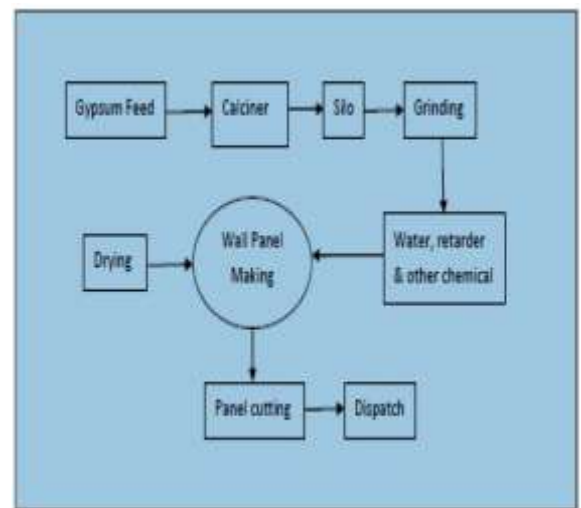 Gypsum Feed
Calciner
Silo
Grinding
Water, retarder
& other chemical
Wall Panel
Making
Drying
Panel cutting
Dispatch